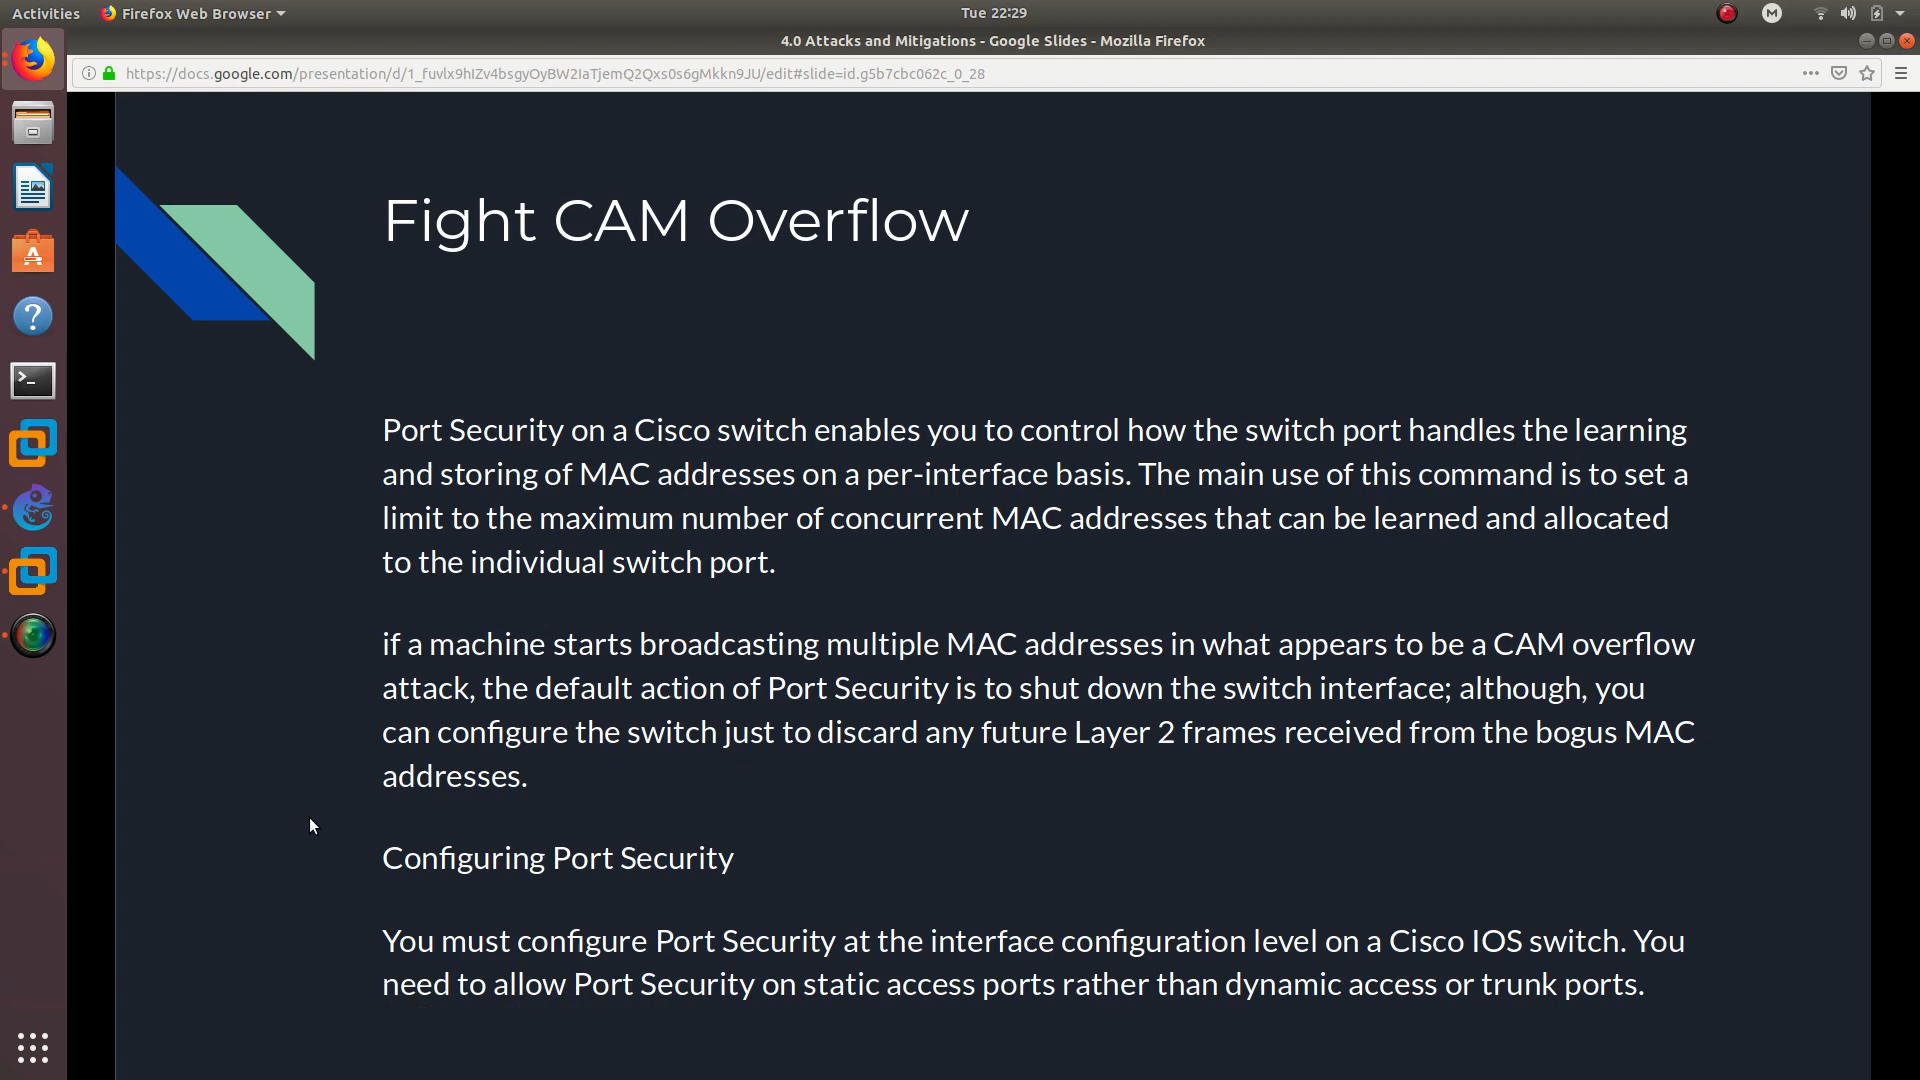 Activities
Firefox Web Browser
Tue 22:29
M
4.0 Attacks and Mitigations - Google Slides - Mozilla Firefox
https://docs.google.com/presentation/d/1_fuvlx9hIZv4bsgyOyBW2IaTjemQ2Qxs0s6gMkkn9JU/edit#slide=id.g5b7cbc062c_0_28
Fight CAM Overflow
Port Security on a Cisco switch enables you to control how the switch port handles the learning
and storing of MAC addresses on a per-interface basis. The main use of this command is to set a
limit to the maximum number of concurrent MAC addresses that can be learned and allocated
to the individual switch port.
if a machine starts broadcasting multiple MAC addresses in what appears to be a CAM overflow
attack, the default action of Port Security is to shut down the switch interface; although, you
can configure the switch just to discard any future Layer 2 frames received from the bogus MAC
addresses.
Configuring Port Security
You must configure Port Security at the interface configuration level on a Cisco IOS switch. You
need to allow Port Security on static access ports rather than dynamic access or trunk ports.